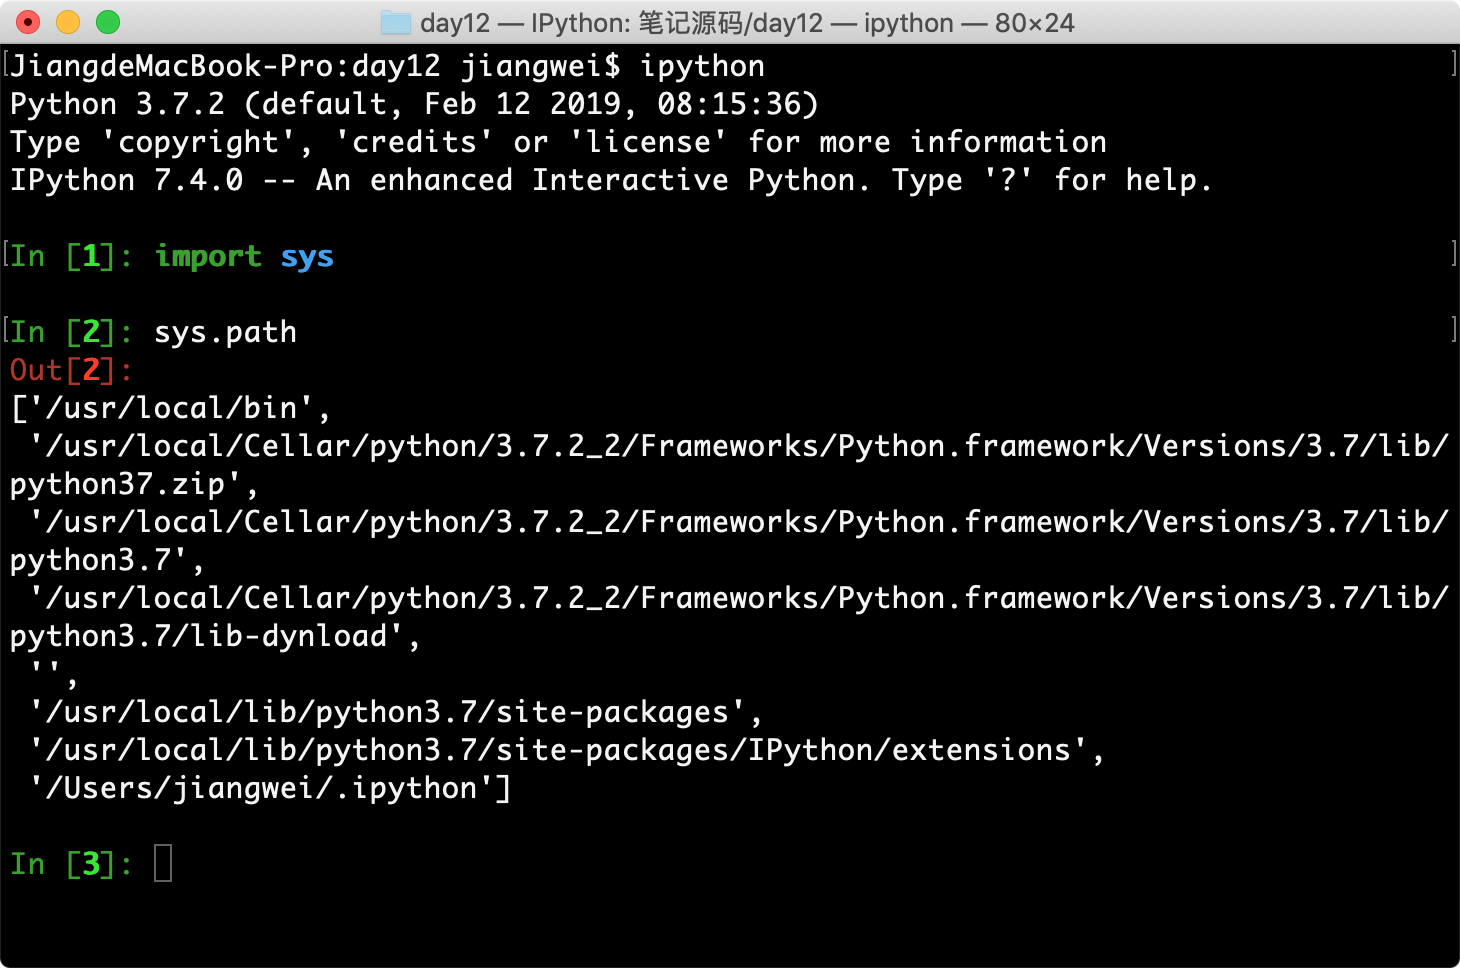 day12 — IPython: 笔记源码/day12 — ipython — 80×24
JiangdeMacBook-Pro:day12 jiangwei$ ipython
Python 3.7.2 (default, Feb 12 2019, 08:15:36)
Type 'copyright', 'credits' or 'license' for more information
IPython 7.4.0 -- An enhanced Interactive Python. Type '?' for help.
In [1]: import sys
In [2]: sys.path
Out[2]:
['/usr/local/bin',
 '/usr/local/Cellar/python/3.7.2_2/Frameworks/Python.framework/Versions/3.7/lib/
python37.zip',
 '/usr/local/Cellar/python/3.7.2_2/Frameworks/Python.framework/Versions/3.7/lib/
python3.7',
 '/usr/local/Cellar/python/3.7.2_2/Frameworks/Python.framework/Versions/3.7/lib/
python3.7/lib-dynload',
 '',
 '/usr/local/lib/python3.7/site-packages',
 '/usr/local/lib/python3.7/site-packages/IPython/extensions',
 '/Users/jiangwei/.ipython']
In [3]: